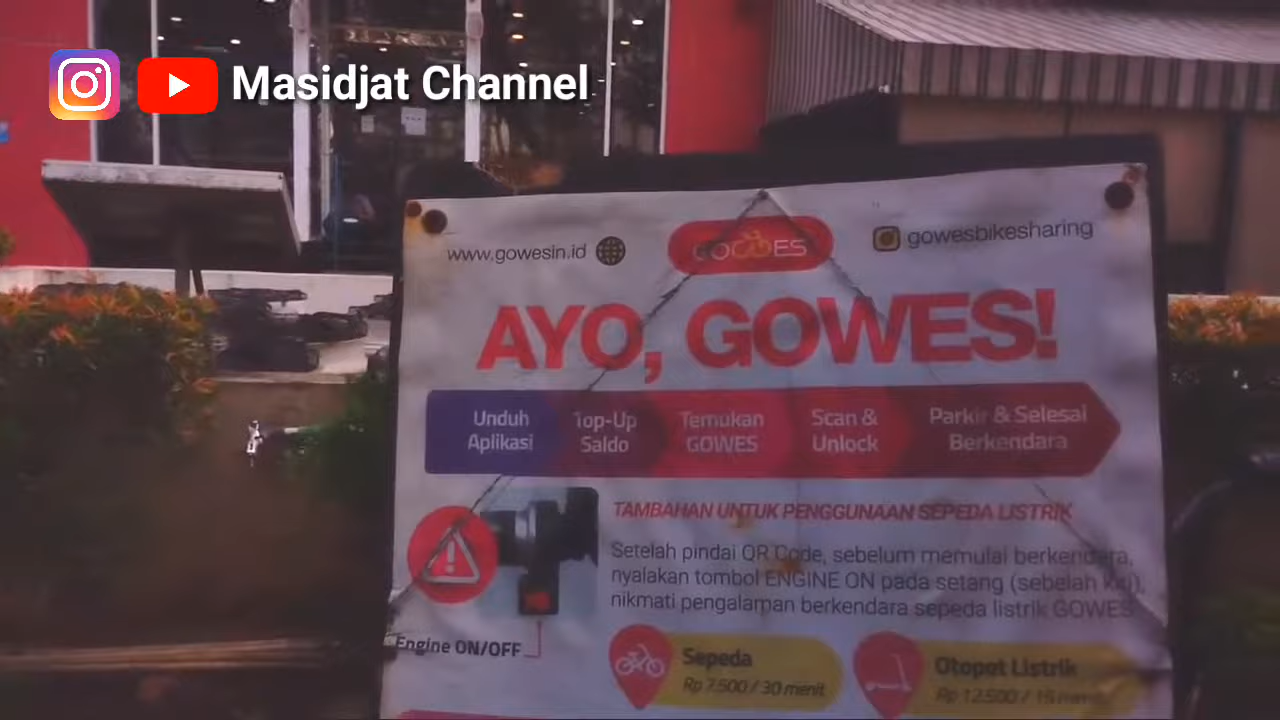 Masidjat Channel
www.gowesin.id
GOWES
gowesbikesharing
AYO, GOWES!
Unduh
Aplikasi
Top-Up
Saldo
Temukan
GOWES
Scan &
Unlock
Parkir & Selesai
Berkendara
TAMBAHAN UNTUK PENGGUNAAN SEPEDA LISTRIK
Setelah pindai QR Code, sebelum memulai berkendara,
nyalakan tombol ENGINE ON pada setang (sebelah kiri),
nikmati pengalaman berkendara sepeda listrik GOWES
Engine ON/OFF
Sepeda
Rp 7.500 / 30 menit
Otopet Listrik
Rp 12.500 / 15 menit